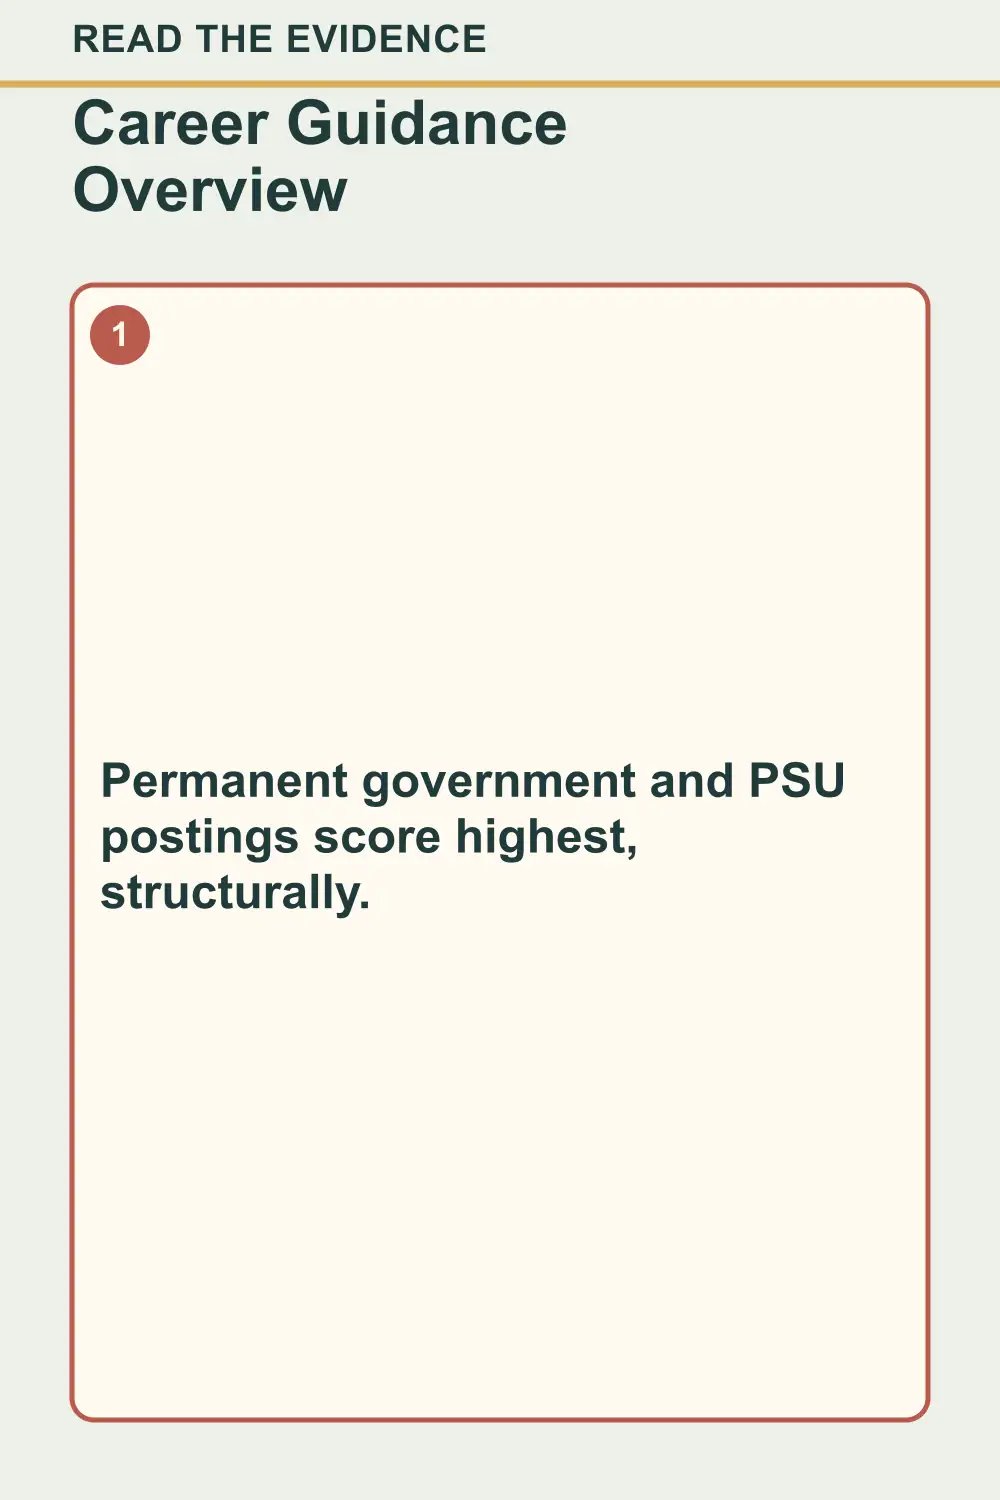 READ THE EVIDENCE
Career Guidance
Overview
1
Permanent government and PSU
postings score highest,
structurally.